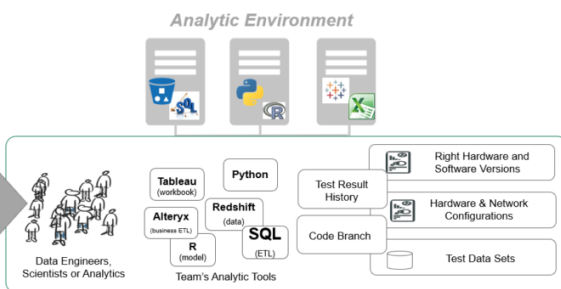 Analytic Environment
SQL
R
Tableau
(workbook)
Python
Alteryx
(business ETL)
Redshift
(data)
R
(model)
SQL
(ETL)
Test Result
History
Code Branch
Right Hardware and
Software Versions
Hardware & Network
Configurations
Test Data Sets
Data Engineers,
Scientists or Analytics
Team's Analytic Tools